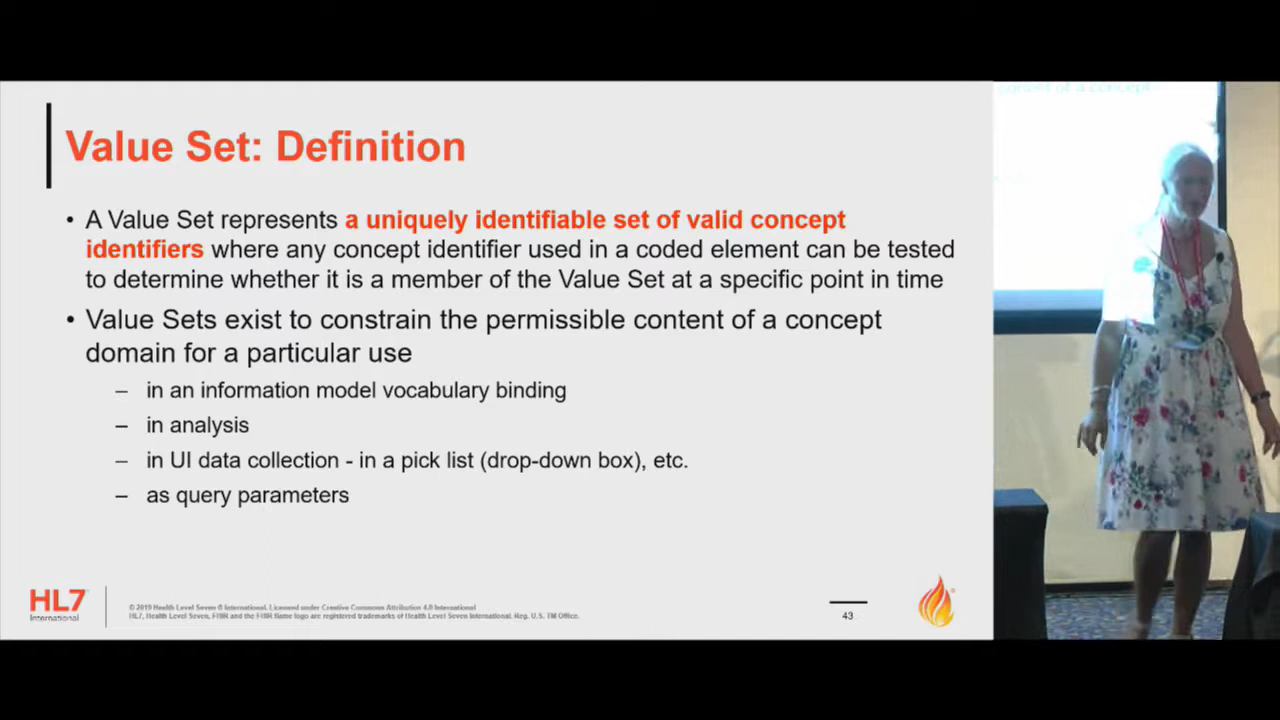 Value Set: Definition
• A Value Set represents a uniquely identifiable set of valid concept
identifiers where any concept identifier used in a coded element can be tested
to determine whether it is a member of the Value Set at a specific point in time
• Value Sets exist to constrain the permissible content of a concept
domain for a particular use
– in an information model vocabulary binding
– in analysis
– in UI data collection - in a pick list (drop-down box), etc.
– as query parameters
HL7
International
© 2019 Health Level Seven ® International. Licensed under Creative Commons Attribution 4.0 International
HL7, Health Level Seven, FHIR and the FHIR flame logo are registered trademarks of Health Level Seven International. Reg. U.S. TM Office.
43
content of a concept